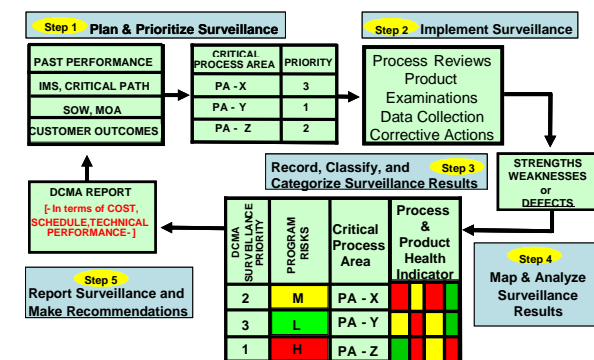 Step 1 Plan & Prioritize Surveillance
PAST PERFORMANCE
IMS, CRITICAL PATH
SOW, MOA
CUSTOMER OUTCOMES
CRITICAL
PROCESS AREA
PRIORITY
PA - X 3
PA - Y 1
PA - Z 2
Step 2 Implement Surveillance
Process Reviews
Product
Examinations
Data Collection
Corrective Actions
Record, Classify, and Step 3
Categorize Surveillance Results
STRENGTHS
WEAKNESSES
or
DEFECTS
DCMA REPORT
[- In terms of COST,
SCHEDULE,TECHNICAL
PERFORMANCE- ]
DCMA
SURVEILLANCE
PRIORITY
PROGRAM
RISKS
Critical
Process
Area
Process
&
Product
Health
Indicator
2 M PA - X
3 L PA - Y
1 H PA - Z
Step 4
Map & Analyze
Surveillance
Results
Step 5
Report Surveillance and
Make Recommendations